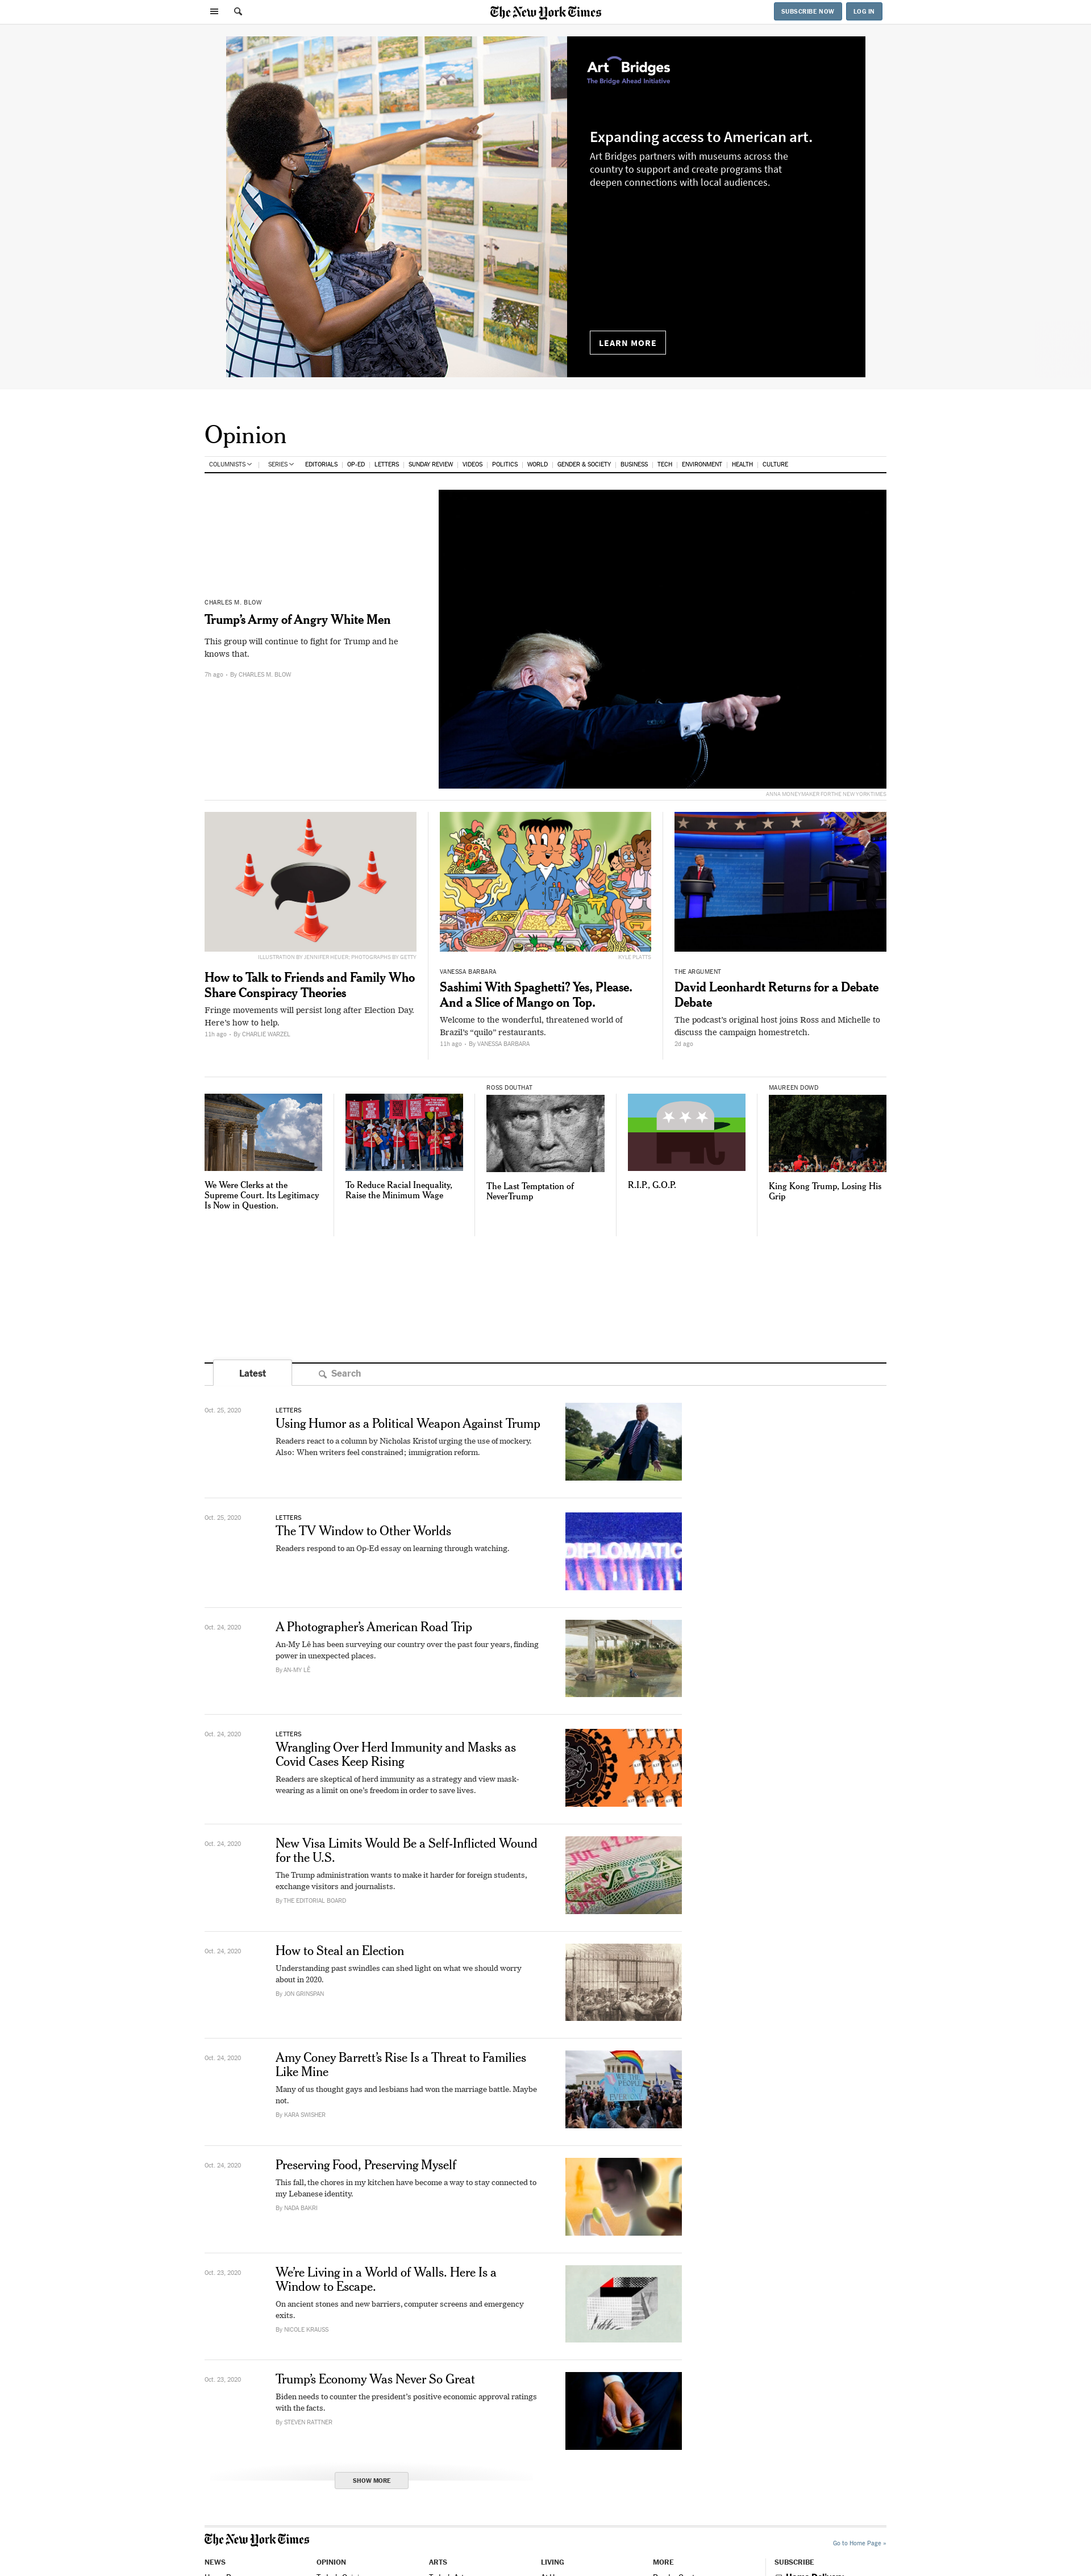 The New York Times
SUBSCRIBE NOW
LOG IN
Art Bridges
The Bridge Ahead Initiative
Expanding access to American art.
Art Bridges partners with museums across the
country to support and create programs that
deepen connections with local audiences.
LEARN MORE
Opinion
COLUMNISTS | SERIES EDITORIALS | OP-ED | LETTERS | SUNDAY REVIEW | VIDEOS | POLITICS | WORLD | GENDER & SOCIETY | BUSINESS | TECH | ENVIRONMENT | HEALTH | CULTURE
CHARLES M. BLOW
Trump’s Army of Angry White Men
This group will continue to fight for Trump and he
knows that.
7h ago - By CHARLES M. BLOW
ANNA MONEYMAKER FOR THE NEW YORK TIMES
ILLUSTRATION BY JENNIFER HEUER; PHOTOGRAPHS BY GETTY
How to Talk to Friends and Family Who
Share Conspiracy Theories
Fringe movements will persist long after Election Day.
Here’s how to help.
11h ago - By CHARLIE WARZEL
KYLE PLATTS
VANESSA BARBARA
Sashimi With Spaghetti? Yes, Please.
And a Slice of Mango on Top.
Welcome to the wonderful, threatened world of
Brazil’s “quilo” restaurants.
11h ago - By VANESSA BARBARA
THE ARGUMENT
David Leonhardt Returns for a Debate
Debate
The podcast’s original host joins Ross and Michelle to
discuss the campaign homestretch.
2d ago
We Were Clerks at the
Supreme Court. Its Legitimacy
Is Now in Question.
To Reduce Racial Inequality,
Raise the Minimum Wage
ROSS DOUTHAT
The Last Temptation of
NeverTrump
R.I.P., G.O.P.
MAUREEN DOWD
King Kong Trump, Losing His
Grip
Latest
Search
Oct. 25, 2020
LETTERS
Using Humor as a Political Weapon Against Trump
Readers react to a column by Nicholas Kristof urging the use of mockery.
Also: When writers feel constrained; immigration reform.
Oct. 25, 2020
LETTERS
The TV Window to Other Worlds
Readers respond to an Op-Ed essay on learning through watching.
DIPLOMATIC
Oct. 24, 2020
A Photographer’s American Road Trip
An-My Lê has been surveying our country over the past four years, finding
power in unexpected places.
By AN-MY LÊ
Oct. 24, 2020
LETTERS
Wrangling Over Herd Immunity and Masks as
Covid Cases Keep Rising
Readers are skeptical of herd immunity as a strategy and view mask-
wearing as a limit on one’s freedom in order to save lives.
Oct. 24, 2020
New Visa Limits Would Be a Self-Inflicted Wound
for the U.S.
The Trump administration wants to make it harder for foreign students,
exchange visitors and journalists.
By THE EDITORIAL BOARD
VISA
Oct. 24, 2020
How to Steal an Election
Understanding past swindles can shed light on what we should worry
about in 2020.
By JON GRINSPAN
Oct. 24, 2020
Amy Coney Barrett’s Rise Is a Threat to Families
Like Mine
Many of us thought gays and lesbians had won the marriage battle. Maybe
not.
By KARA SWISHER
WE THE
PEOPLE
Oct. 24, 2020
Preserving Food, Preserving Myself
This fall, the chores in my kitchen have become a way to stay connected to
my Lebanese identity.
By NADA BAKRI
Oct. 23, 2020
We’re Living in a World of Walls. Here Is a
Window to Escape.
On ancient stones and new barriers, computer screens and emergency
exits.
By NICOLE KRAUSS
Oct. 23, 2020
Trump’s Economy Was Never So Great
Biden needs to counter the president’s positive economic approval ratings
with the facts.
By STEVEN RATTNER
SHOW MORE
The New York Times
Go to Home Page »
NEWS
OPINION
ARTS
LIVING
MORE
SUBSCRIBE